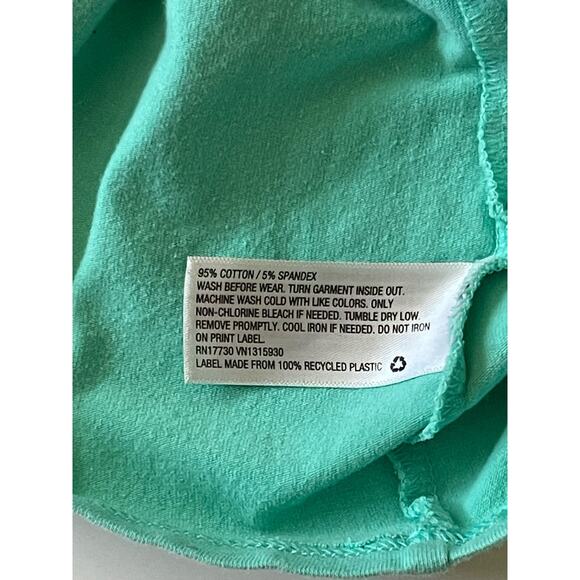 95% COTTON / 5% SPANDEX
WASH BEFORE WEAR. TURN GARMENT INSIDE OUT.
MACHINE WASH COLD WITH LIKE COLORS. ONLY
NON-CHLORINE BLEACH IF NEEDED. TUMBLE DRY LOW.
REMOVE PROMPTLY. COOL IRON IF NEEDED. DO NOT IRON
ON PRINT LABEL.
RN17730 VN1315930
LABEL MADE FROM 100% RECYCLED PLASTIC